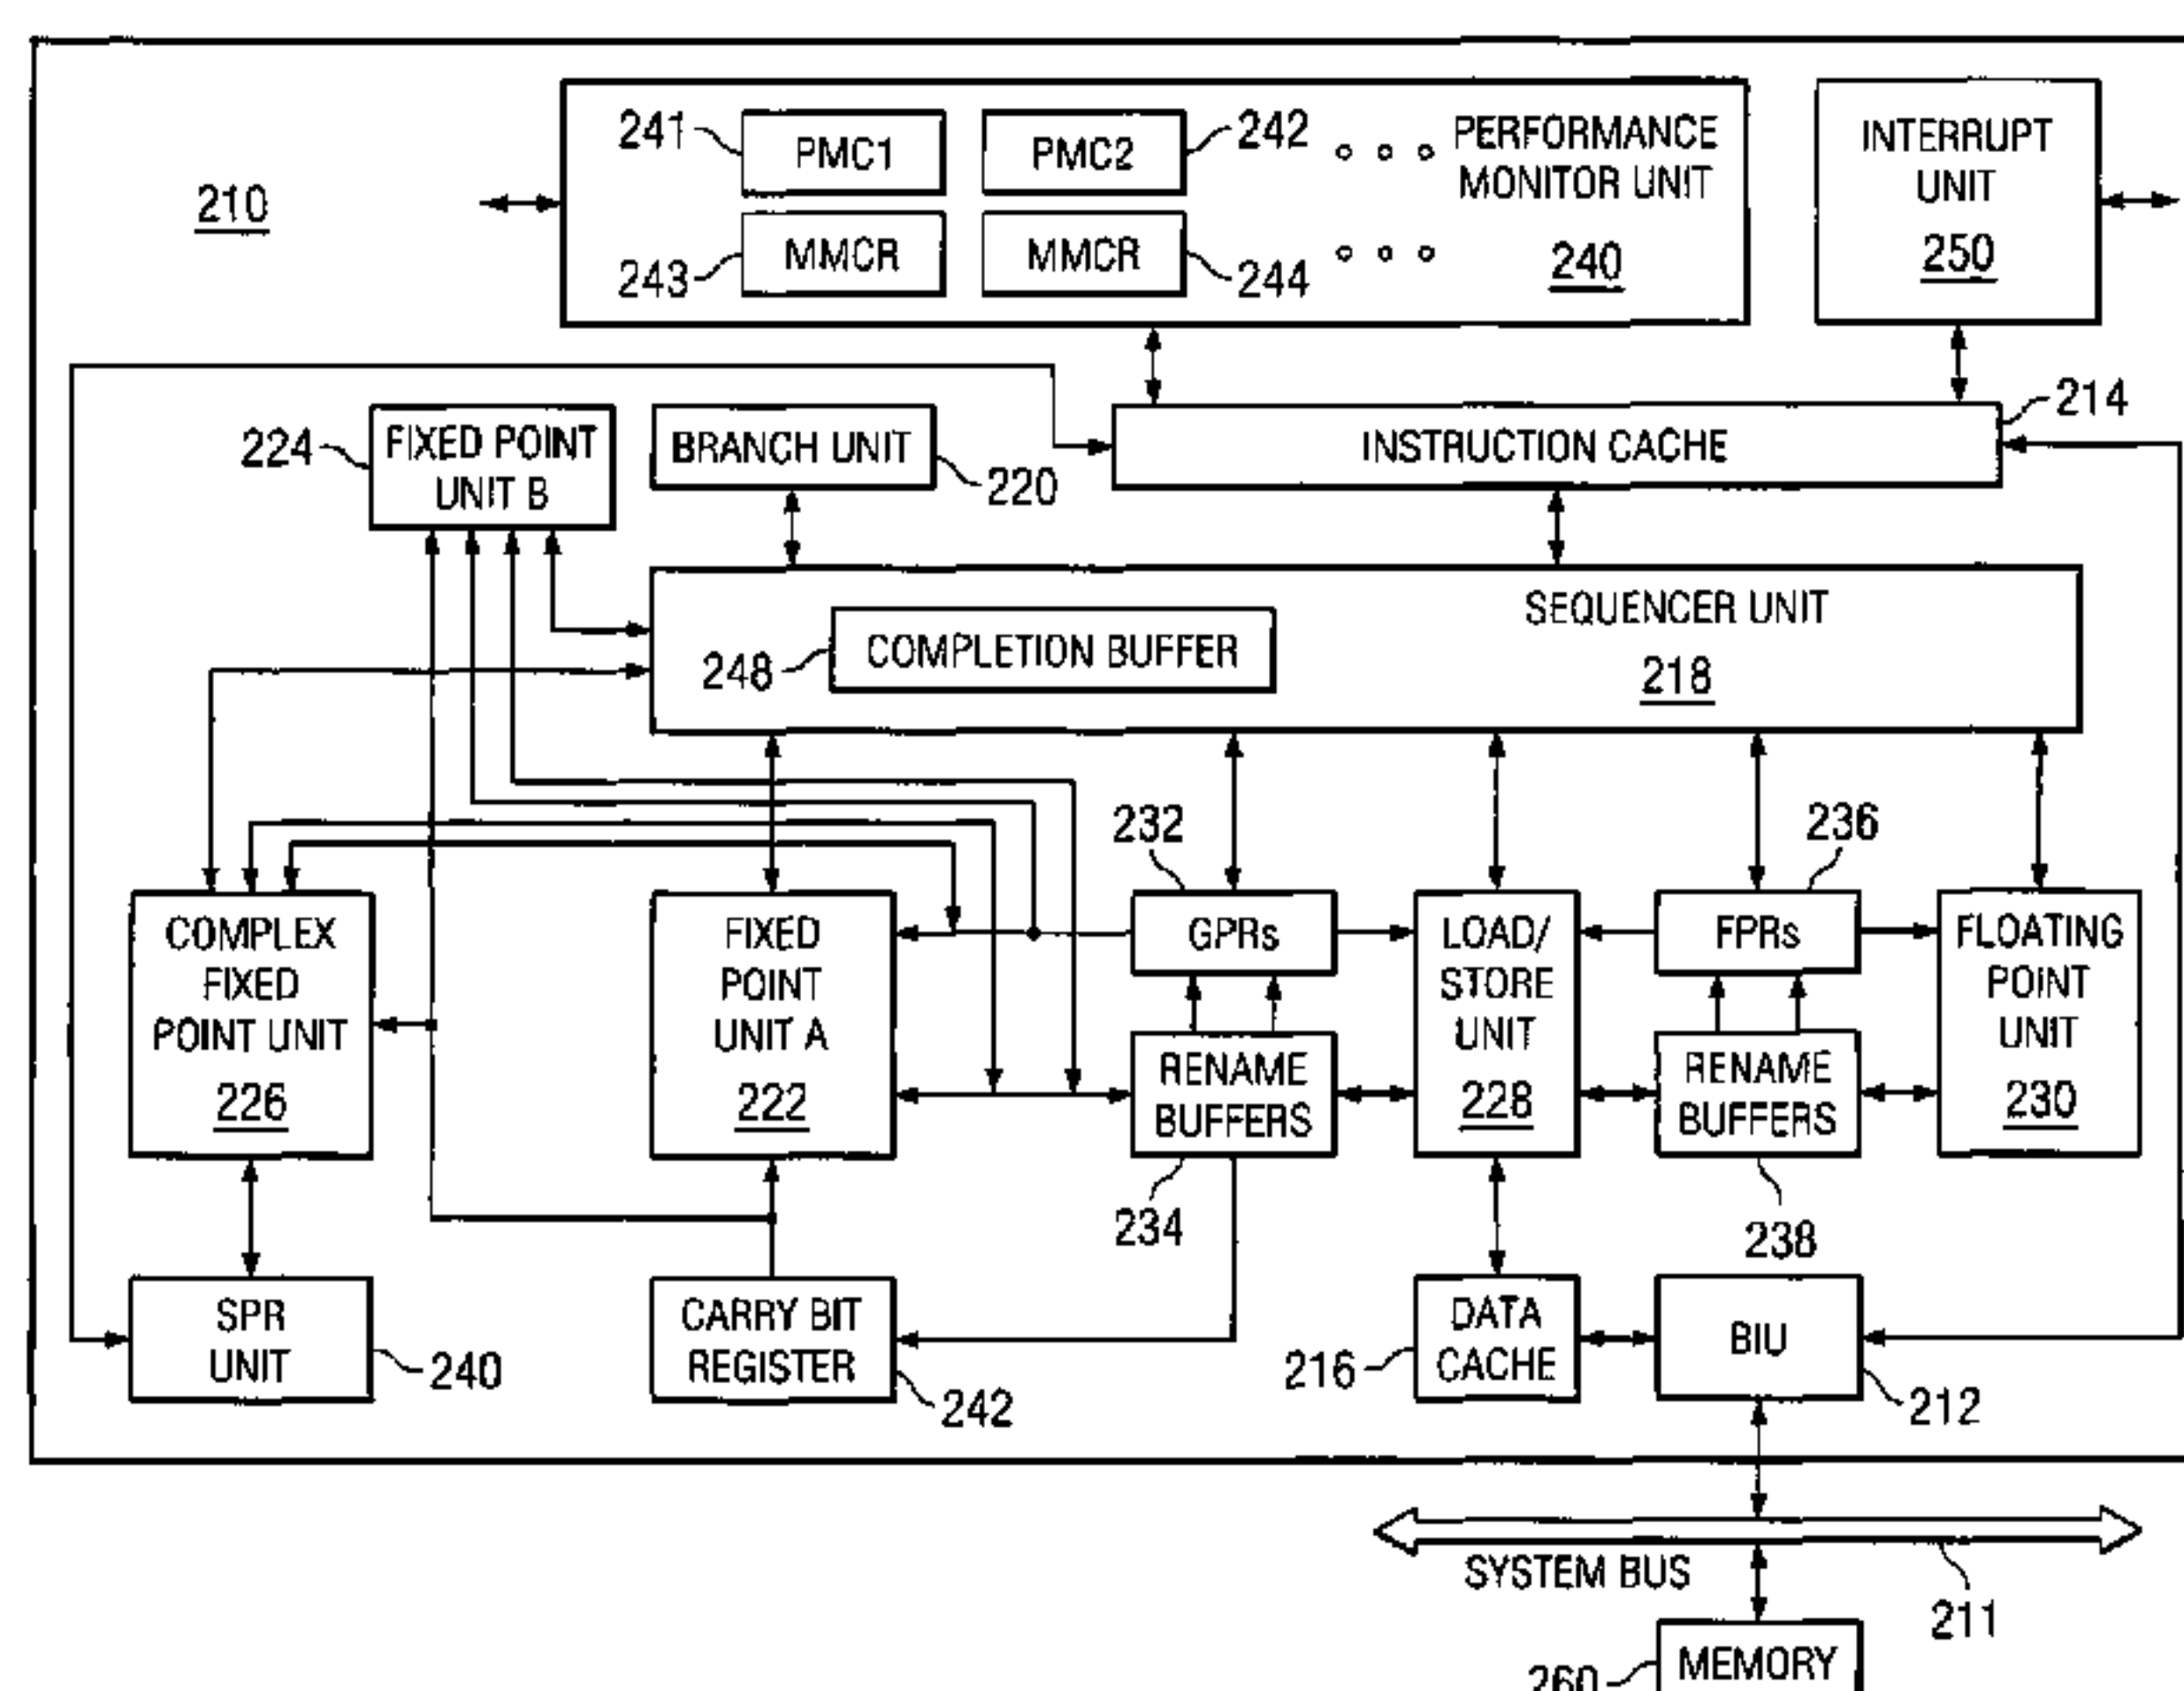 210
241
PMC1
PMC2
242
PERFORMANCE
MONITOR UNIT
240
243
MMCR
MMCR
244
INTERRUPT
UNIT
250
224
FIXED POINT
UNIT B
BRANCH UNIT
220
INSTRUCTION CACHE
214
SEQUENCER UNIT
218
248
COMPLETION BUFFER
COMPLEX
FIXED
POINT UNIT
226
FIXED
POINT
UNIT A
222
232
GPRs
RENAME
BUFFERS
234
LOAD/
STORE
UNIT
228
236
FPRs
RENAME
BUFFERS
238
FLOATING
POINT
UNIT
230
SPR
UNIT
240
CARRY BIT
REGISTER
242
216
DATA
CACHE
BIU
212
SYSTEM BUS
211
260
MEMORY